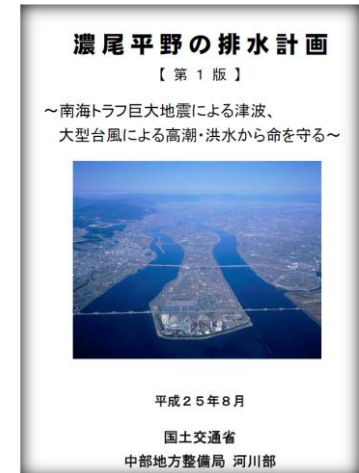 濃尾平野の排水計画
【 第 1 版 】
～南海トラフ巨大地震による津波、
大型台風による高潮・洪水から命を守る～
平成２５年８月
国土交通省
中部地方整備局 河川部